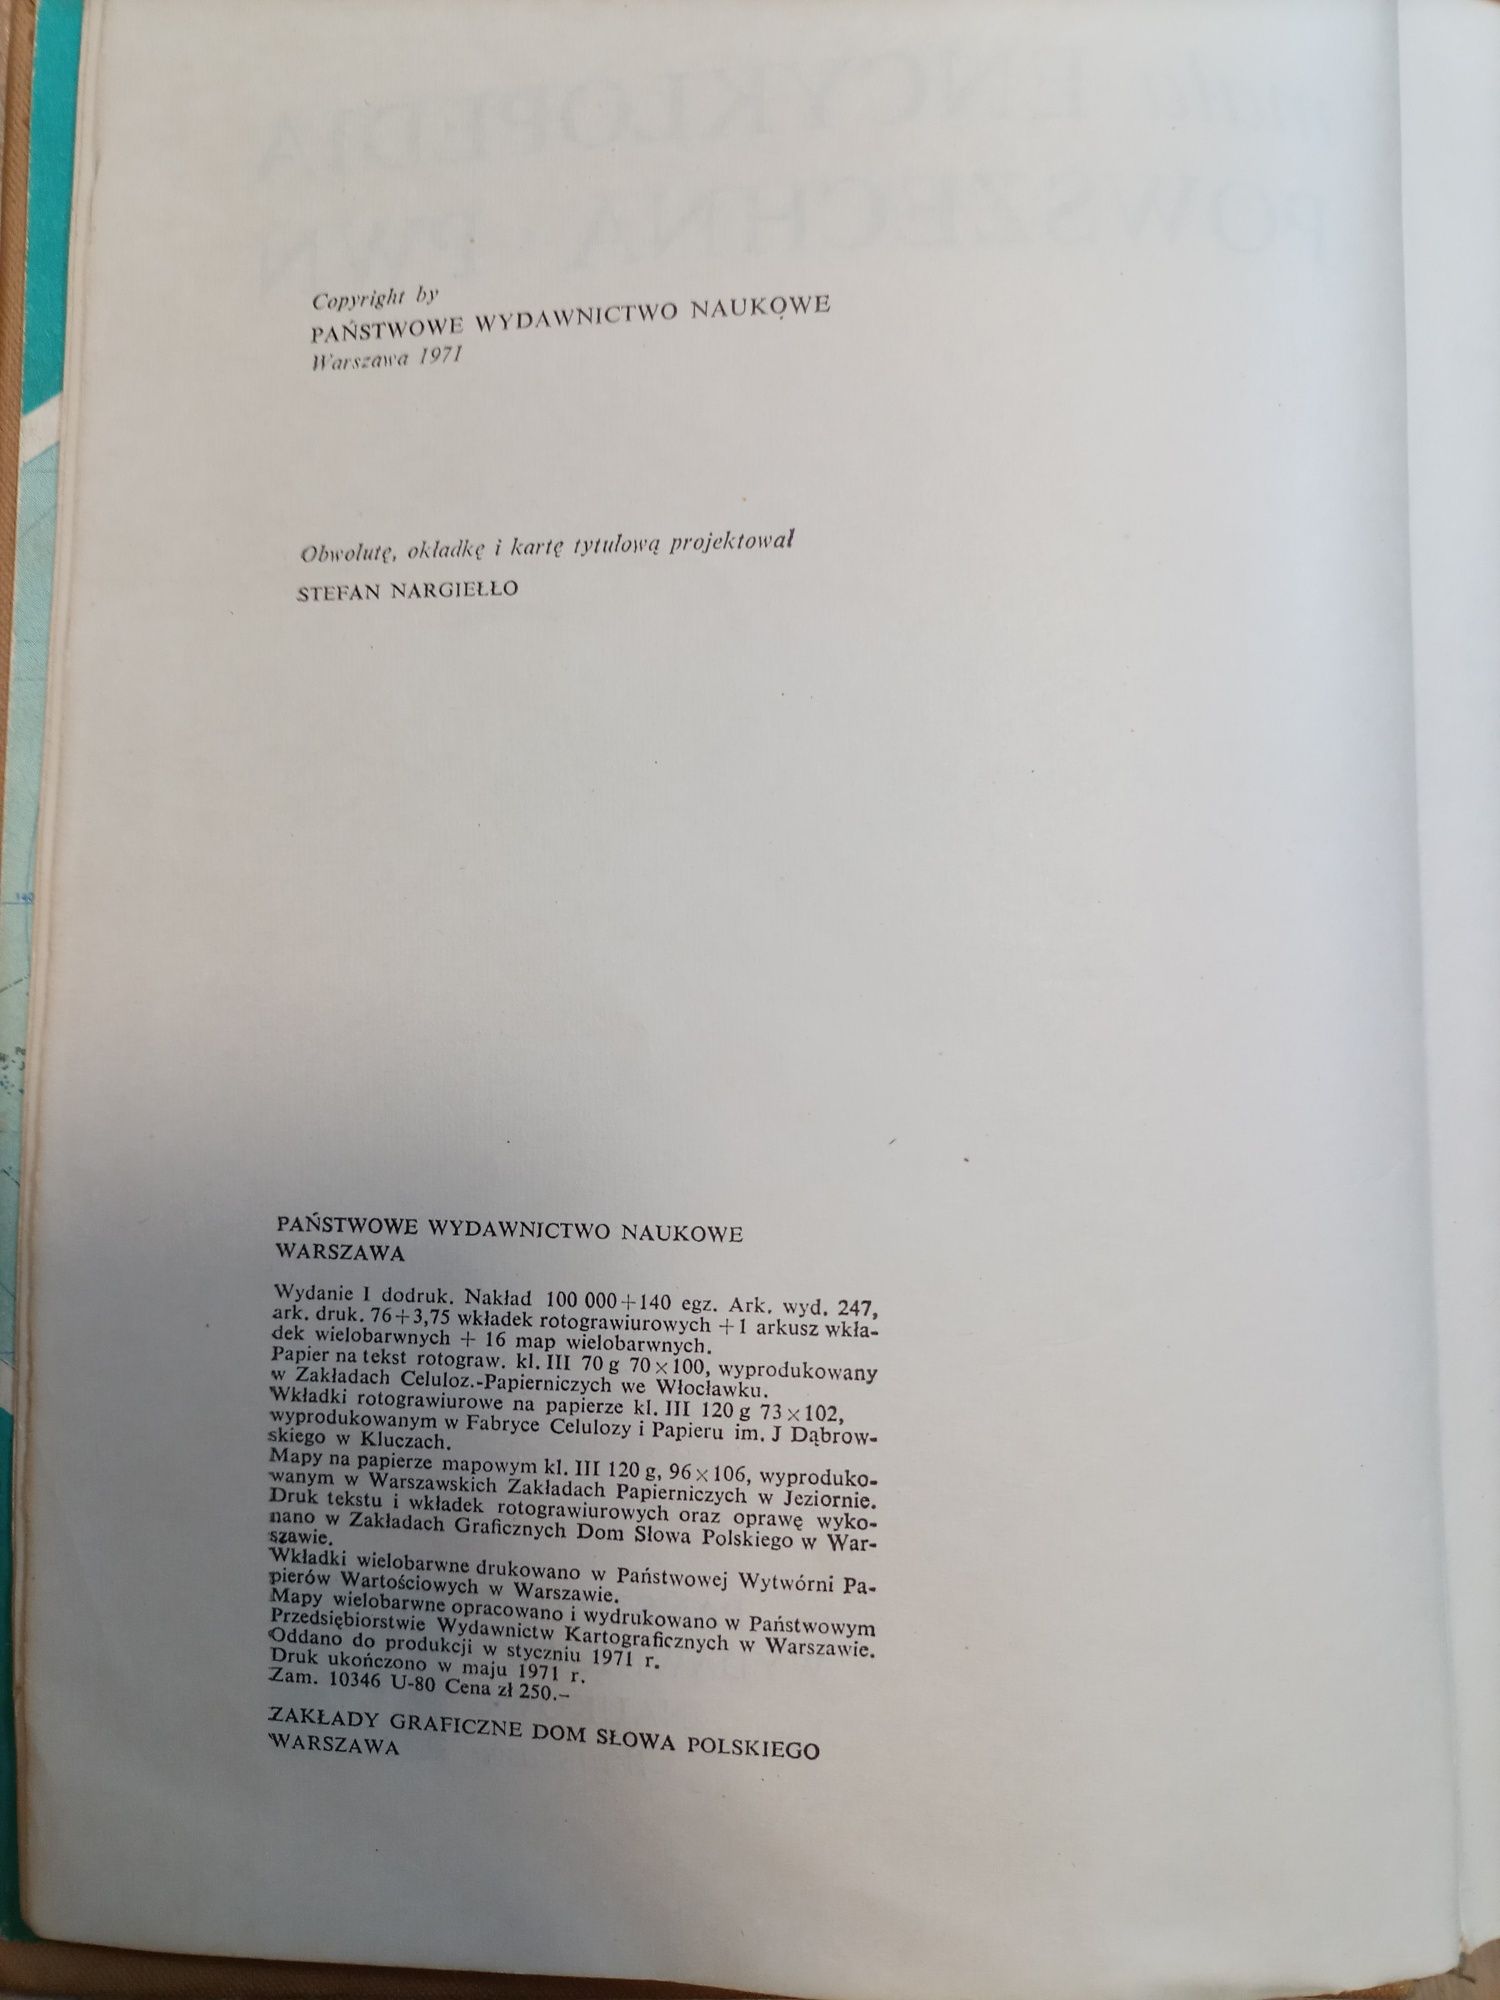 Copyright by
PAŃSTWOWE WYDAWNICTWO NAUKOWE
Warszawa 1971
Obwolutę, okładkę i kartę tytułową projektował
STEFAN NARGIEŁŁO
PAŃSTWOWE WYDAWNICTWO NAUKOWE
WARSZAWA
Wydanie I dodruk. Nakład 100 000+140 egz. Ark. wyd. 247,
ark. druk. 76+3,75 wkładek rotograwiurowych +1 arkusz wkła-
dek wielobarwnych + 16 map wielobarwnych.
Papier na tekst rotograw. kl. III 70 g 70×100, wyprodukowany
w Zakładach Celuloz.-Papierniczych we Włocławku.
Wkładki rotograwiurowe na papierze kl. III 120 g 73×102,
wyprodukowanym w Fabryce Celulozy i Papieru im. J Dąbrow-
skiego w Kluczach.
Mapy na papierze mapowym kl. III 120 g, 96×106, wyproduko-
wanym w Warszawskich Zakładach Papierniczych w Jeziornie.
Druk tekstu i wkładek rotograwiurowych oraz oprawę wyko-
nano w Zakładach Graficznych Dom Słowa Polskiego w War-
szawie.
Wkładki wielobarwne drukowano w Państwowej Wytwórni Pa-
pierów Wartościowych w Warszawie.
Mapy wielobarwne opracowano i wydrukowano w Państwowym
Przedsiębiorstwie Wydawnictw Kartograficznych w Warszawie.
Oddano do produkcji w styczniu 1971 r.
Druk ukończono w maju 1971 r.
Zam. 10346 U-80 Cena zł 250.–
ZAKŁADY GRAFICZNE DOM SŁOWA POLSKIEGO
WARSZAWA